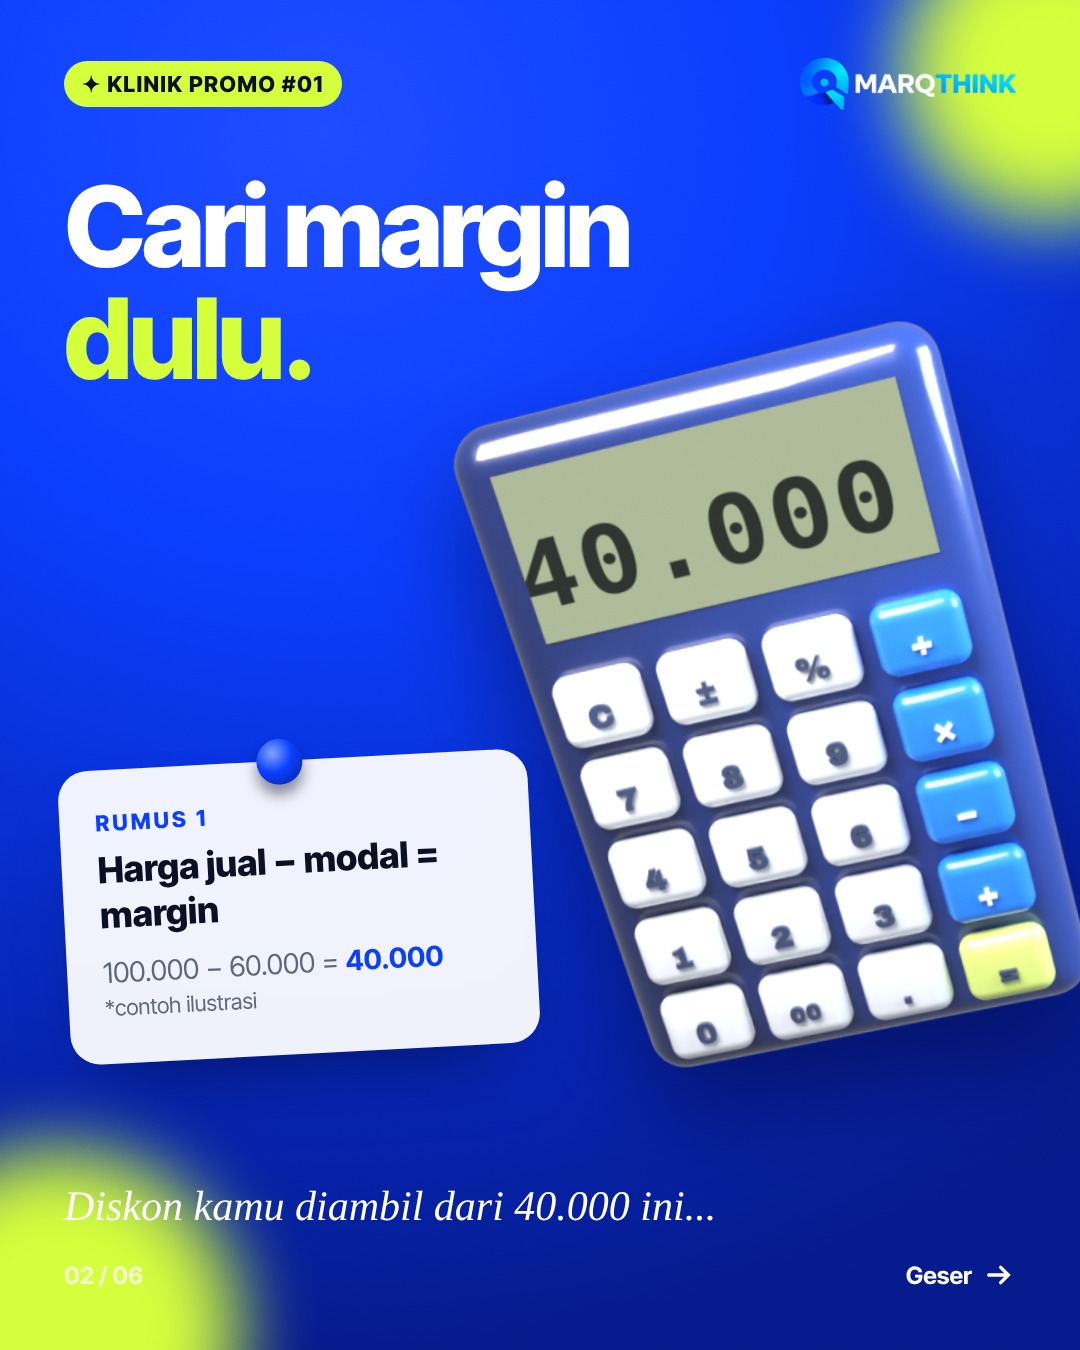 ✦ KLINIK PROMO #01
MARQTHINK
Cari margin
dulu.
40.000
C ± % +
7 8 9 ×
4 5 6 −
1 2 3 +
0 00 . =
RUMUS 1
Harga jual – modal =
margin
100.000 – 60.000 = 40.000
*contoh ilustrasi
Diskon kamu diambil dari 40.000 ini...
02 / 06
Geser →